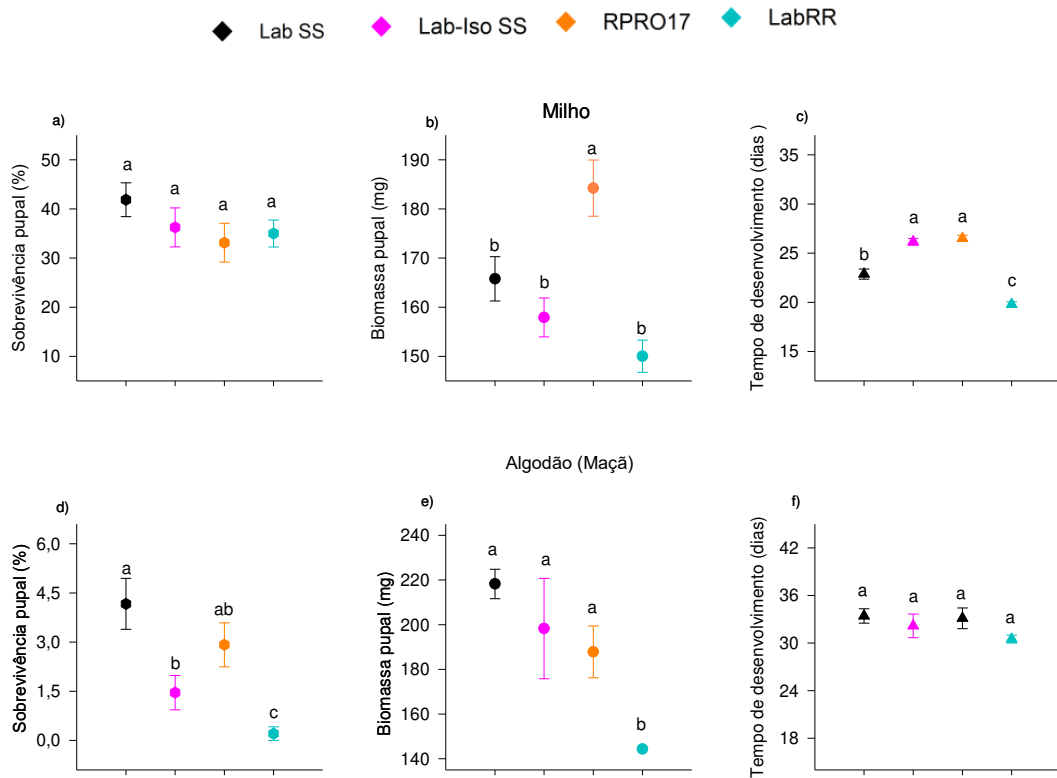 Lab SS Lab-Iso SS RPRO17 LabRR
Milho
a)
Sobrevivência pupal (%)
50
40
30
20
10
a a a a
b)
Biomassa pupal (mg)
190
180
170
160
150
b b a b
c)
Tempo de desenvolvimento (dias )
35
30
25
20
15
b a a c
Algodão (Maçã)
d)
Sobrevivência pupal (%)
6,0
4,5
3,0
1,5
0,0
a b ab c
e)
Biomassa pupal (mg)
240
220
200
180
160
140
a a a b
f)
Tempo de desenvolvimento (dias)
42
36
30
24
18
a a a a